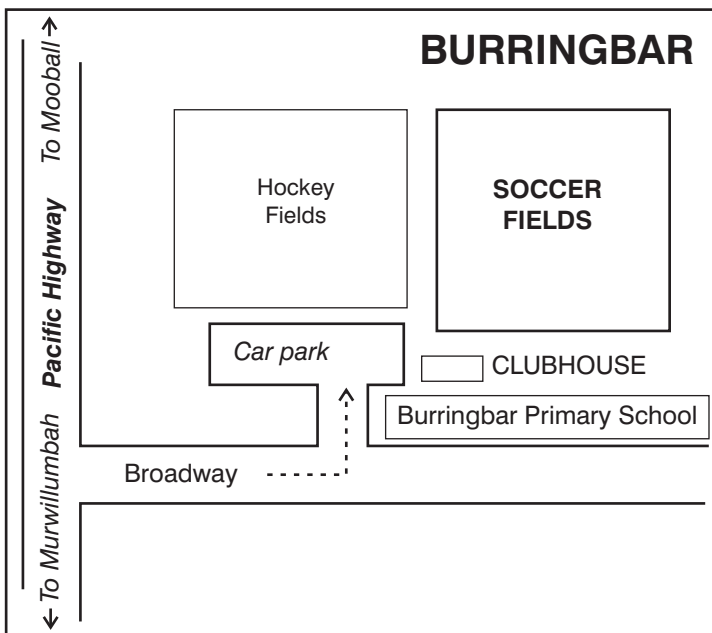 BURRINGBAR
To Mooball
Pacific Highway
To Murwillumbah
Hockey
Fields
SOCCER
FIELDS
Car park
CLUBHOUSE
Burringbar Primary School
Broadway